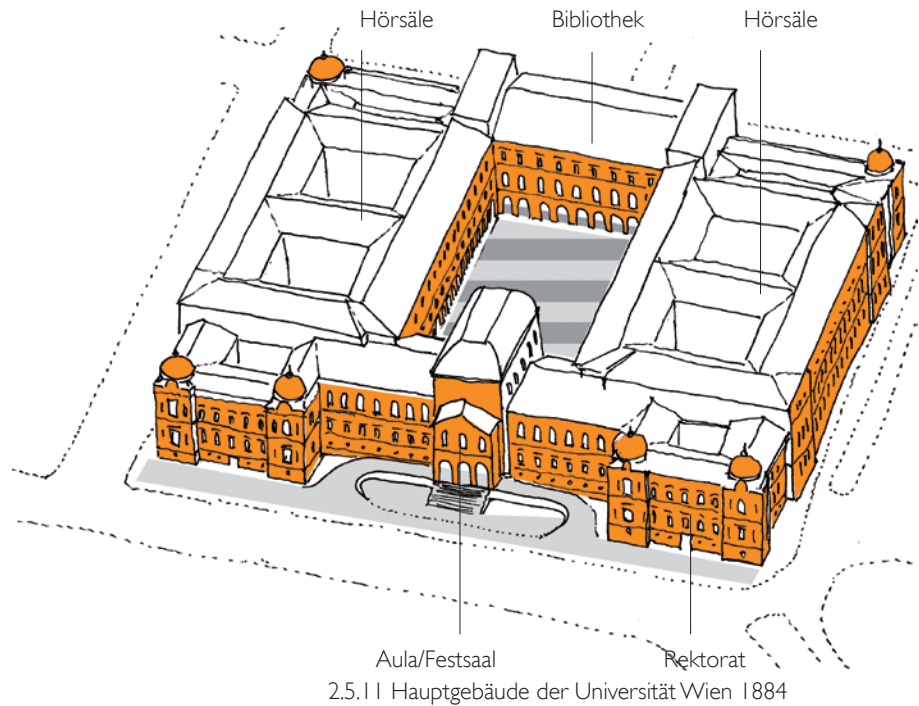 Hörsäle Bibliothek Hörsäle
Aula/Festsaal Rektorat
2.5.11 Hauptgebäude der Universität Wien 1884